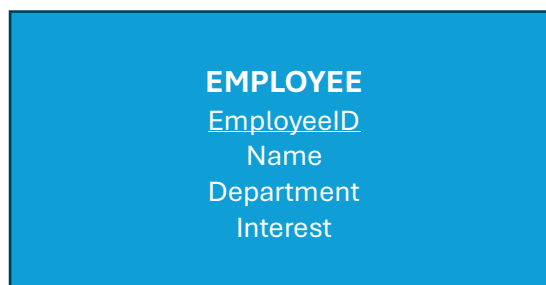 EMPLOYEE
EmployeeID
Name
Department
Interest